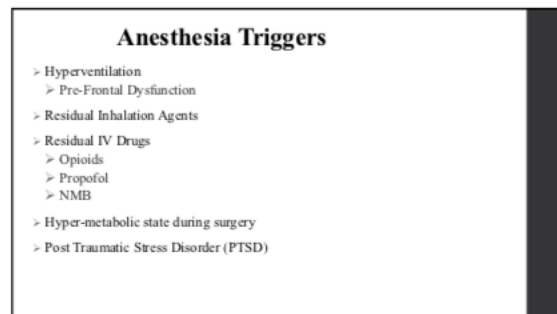 Anesthesia Triggers
Hyperventilation
Pre-Frontal Dysfunction
Residual Inhalation Agents
Residual IV Drugs
Opioids
Propofol
NMB
Hyper-metabolic state during surgery
Post Traumatic Stress Disorder (PTSD)